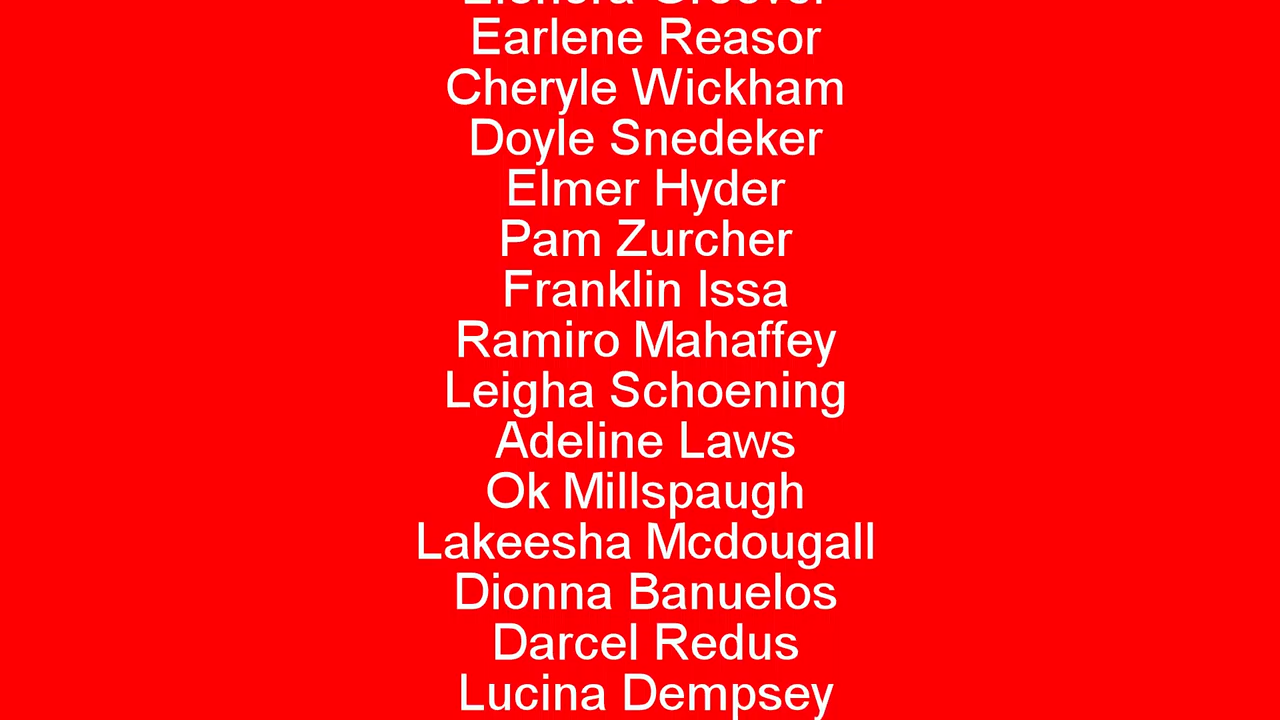 Earlene Reasor
Cheryle Wickham
Doyle Snedeker
Elmer Hyder
Pam Zurcher
Franklin Issa
Ramiro Mahaffey
Leigha Schoening
Adeline Laws
Ok Millspaugh
Lakeesha Mcdougall
Dionna Banuelos
Darcel Redus
Lucina Dempsey